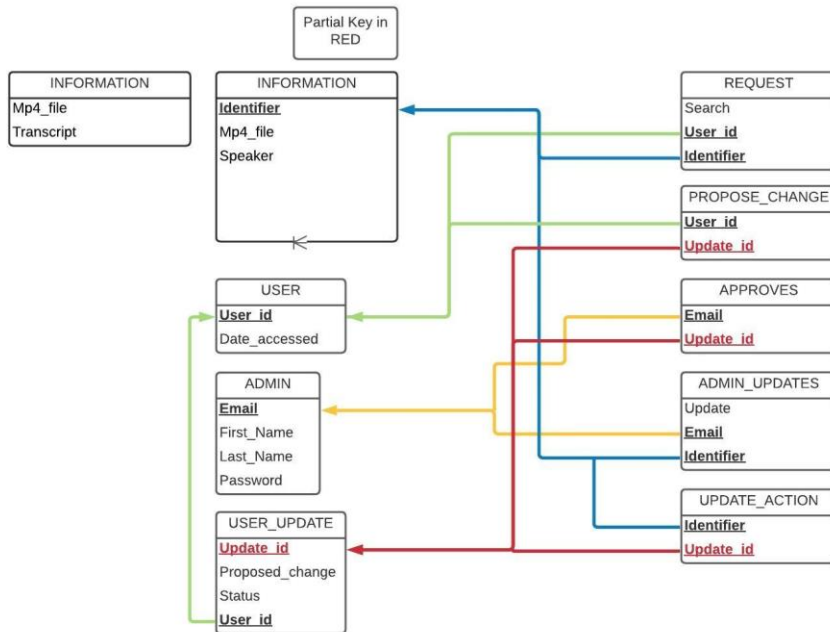 Partial Key in
RED
INFORMATION
Mp4_file
Transcript
INFORMATION
Identifier
Mp4_file
Speaker
USER
User_id
Date_accessed
ADMIN
Email
First_Name
Last_Name
Password
USER_UPDATE
Update_id
Proposed_change
Status
User_id
REQUEST
Search
User_id
Identifier
PROPOSE_CHANGE
User_id
Update_id
APPROVES
Email
Update_id
ADMIN_UPDATES
Update
Email
Identifier
UPDATE_ACTION
Identifier
Update_id